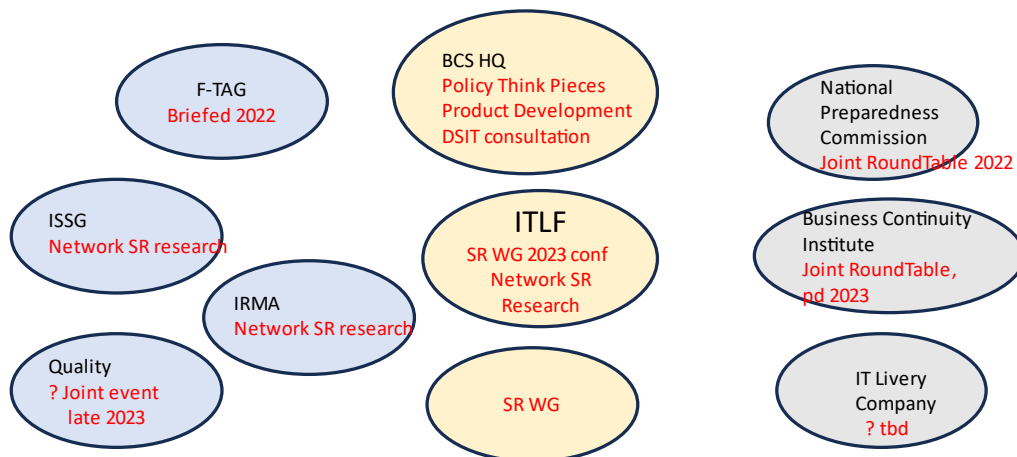 F-TAG
Briefed 2022
ISSG
Network SR research
IRMA
Network SR research
Quality
? Joint event
late 2023
BCS HQ
Policy Think Pieces
Product Development
DSIT consultation
ITLF
SR WG 2023 conf
Network SR
Research
SR WG
National
Preparedness
Commission
Joint RoundTable 2022
Business Continuity
Institute
Joint RoundTable,
pd 2023
IT Livery
Company
? tbd